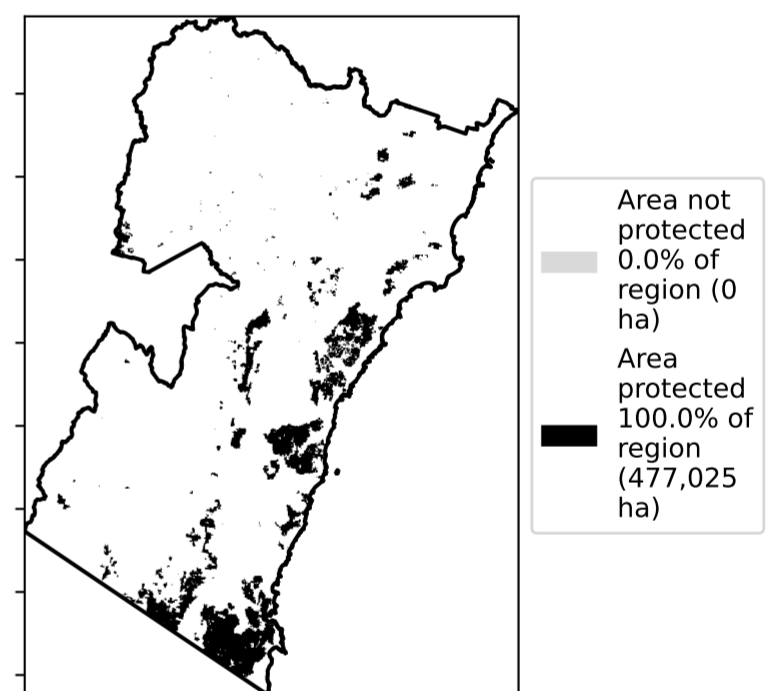 Area not
protected
0.0% of
region (0
ha)
Area
protected
100.0% of
region
(477,025
ha)